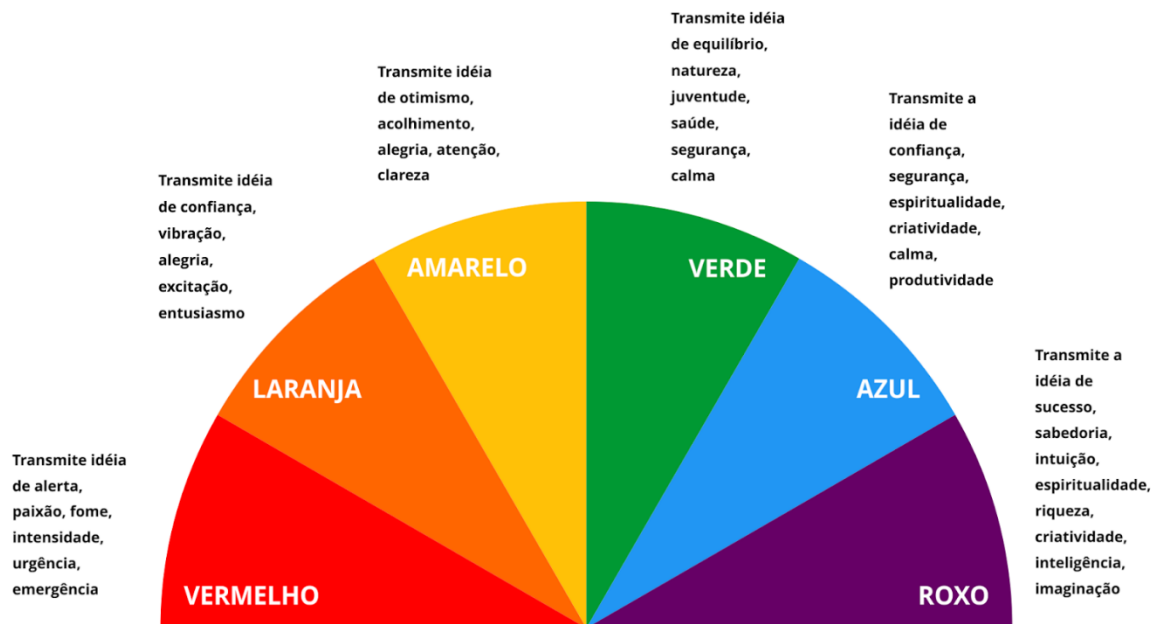 Transmite idéia
de alerta,
paixão, fome,
intensidade,
urgência,
emergência
VERMELHO
Transmite idéia
de confiança,
vibração,
alegria,
excitação,
entusiasmo
LARANJA
Transmite idéia
de otimismo,
acolhimento,
alegria, atenção,
clareza
AMARELO
Transmite idéia
de equilíbrio,
natureza,
juventude,
saúde,
segurança,
calma
VERDE
Transmite a
idéia de
confiança,
segurança,
espiritualidade,
criatividade,
calma,
produtividade
AZUL
Transmite a
idéia de
sucesso,
sabedoria,
intuição,
espiritualidade,
riqueza,
criatividade,
inteligência,
imaginação
ROXO